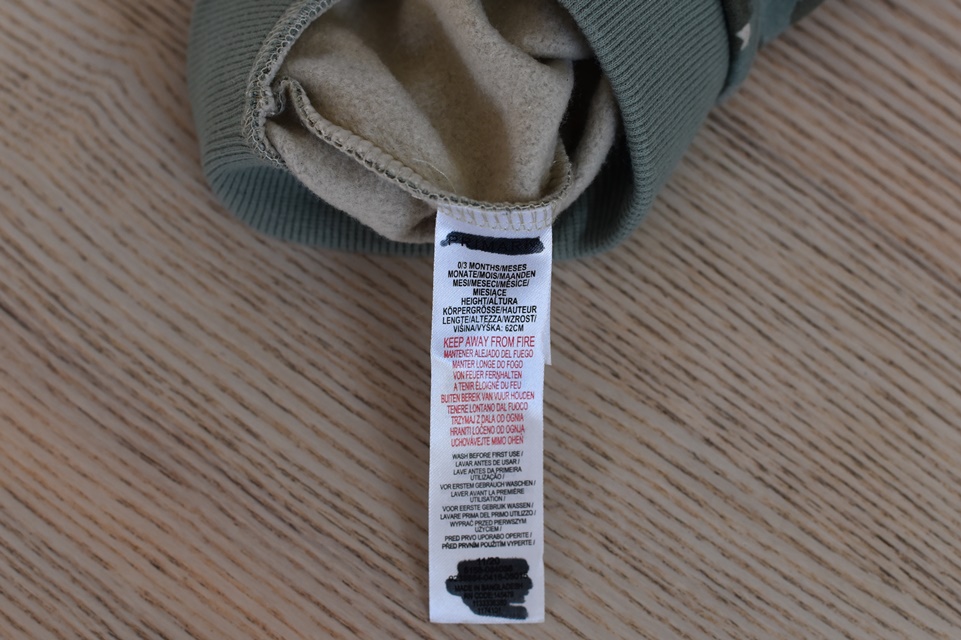 0/3 MONTHS/MESES
MONATE/MOIS/MAANDEN
MESI/MESECI/MĚSÍCE/
MIESIĄCE
HEIGHT/ALTURA
KÖRPERGRÖSSE/HAUTEUR
LENGTE/ALTEZZA/WZROST/
VIŠINA/VÝŠKA: 62CM
KEEP AWAY FROM FIRE
MANTENER ALEJADO DEL FUEGO
MANTER LONGE DO FOGO
VON FEUER FERNHALTEN
A TENIR ÉLOIGNÉ DU FEU
BUITEN BEREIK VAN VUUR HOUDEN
TENERE LONTANO DAL FUOCO
TRZYMAJ Z DALA OD OGNIA
HRANITI LOČENO OD OGNJA
UCHOVÁVEJTE MIMO OHEŇ
WASH BEFORE FIRST USE /
LAVAR ANTES DE USAR /
LAVE ANTES DA PRIMEIRA
UTILIZAÇÃO /
VOR ERSTEM GEBRAUCH WASCHEN /
LAVER AVANT LA PREMIÈRE
UTILISATION /
VOOR EERSTE GEBRUIK WASSEN /
LAVARE PRIMA DEL PRIMO UTILIZZO /
WYPRAĆ PRZED PIERWSZYM
UŻYCIEM /
PRED PRVO UPORABO OPERITE /
PŘED PRVNÍM POUŽITÍM VYPERTE /
MADE IN BANGLADESH